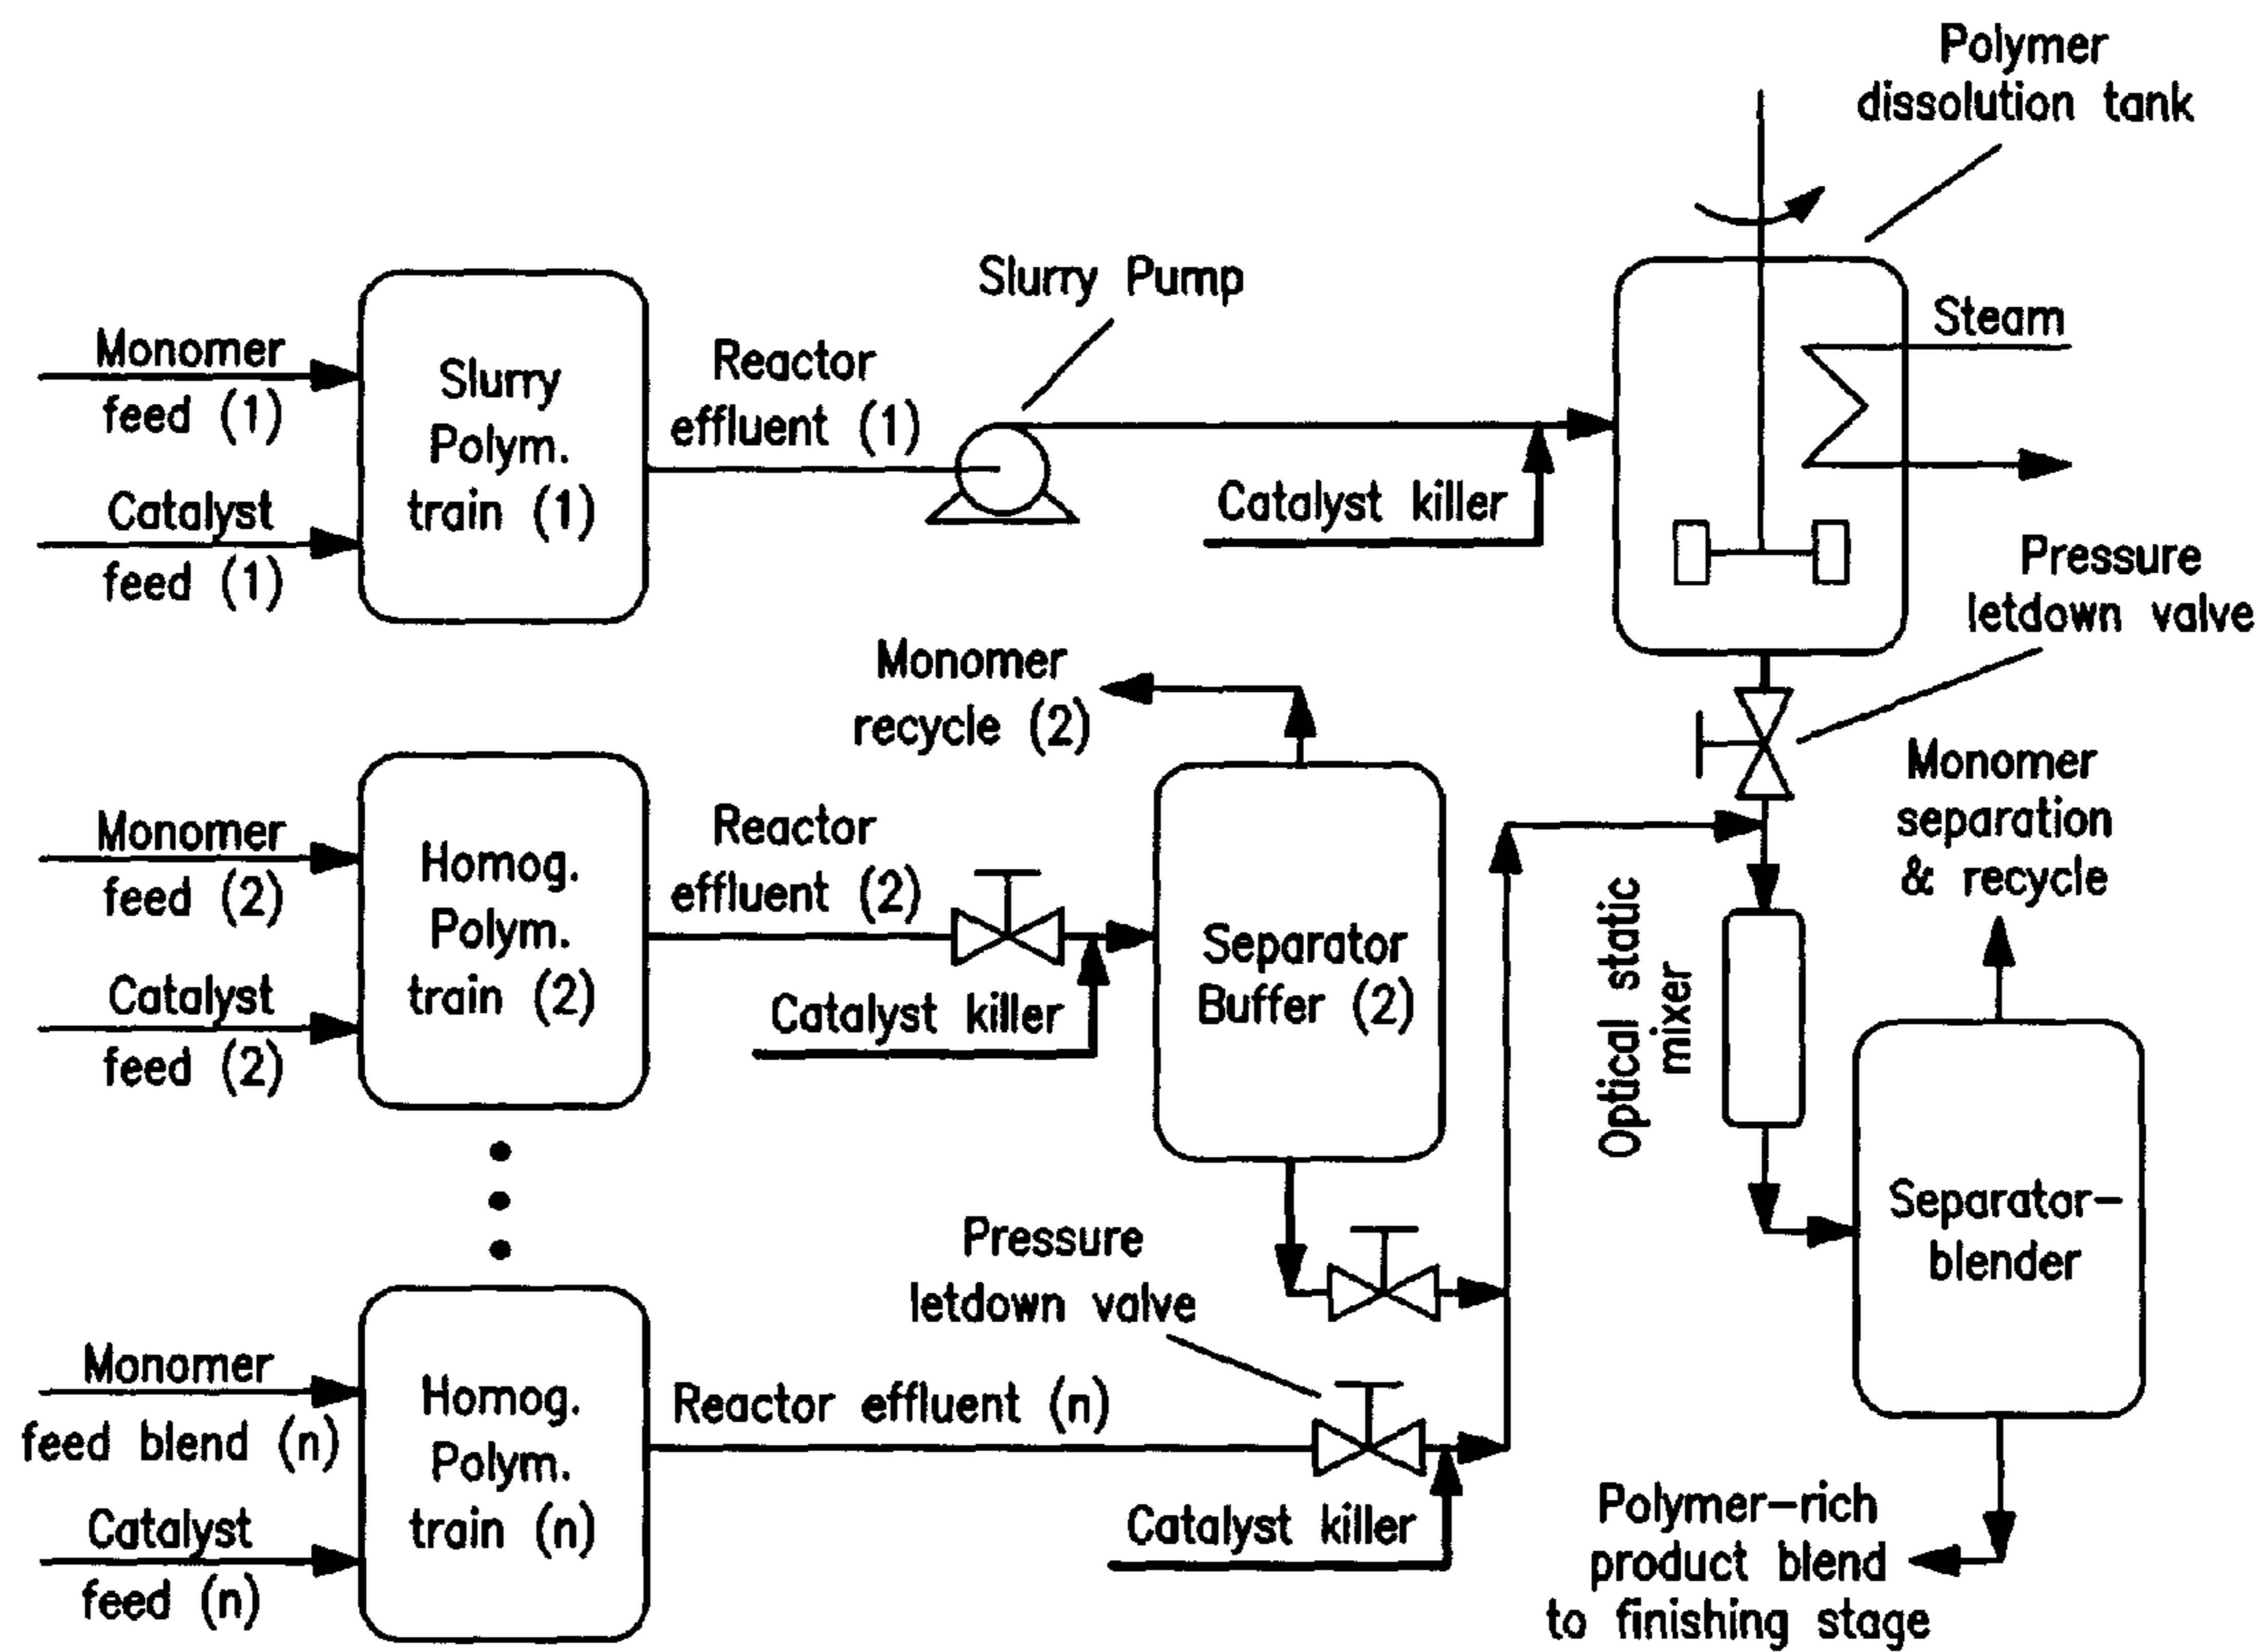 Polymer
dissolution tank
Slurry Pump
Steam
Monomer
feed (1)
Catalyst
feed (1)
Slurry
Polym.
train (1)
Reactor
effluent (1)
Catalyst killer
Pressure
letdown valve
Monomer
recycle (2)
Monomer
feed (2)
Catalyst
feed (2)
Homog.
Polym.
train (2)
Reactor
effluent (2)
Catalyst killer
Separator
Buffer (2)
Optical static
mixer
Monomer
separation
& recycle
Separator-
blender
Pressure
letdown valve
Monomer
feed blend (n)
Catalyst
feed (n)
Homog.
Polym.
train (n)
Reactor effluent (n)
Catalyst killer
Polymer-rich
product blend
to finishing stage